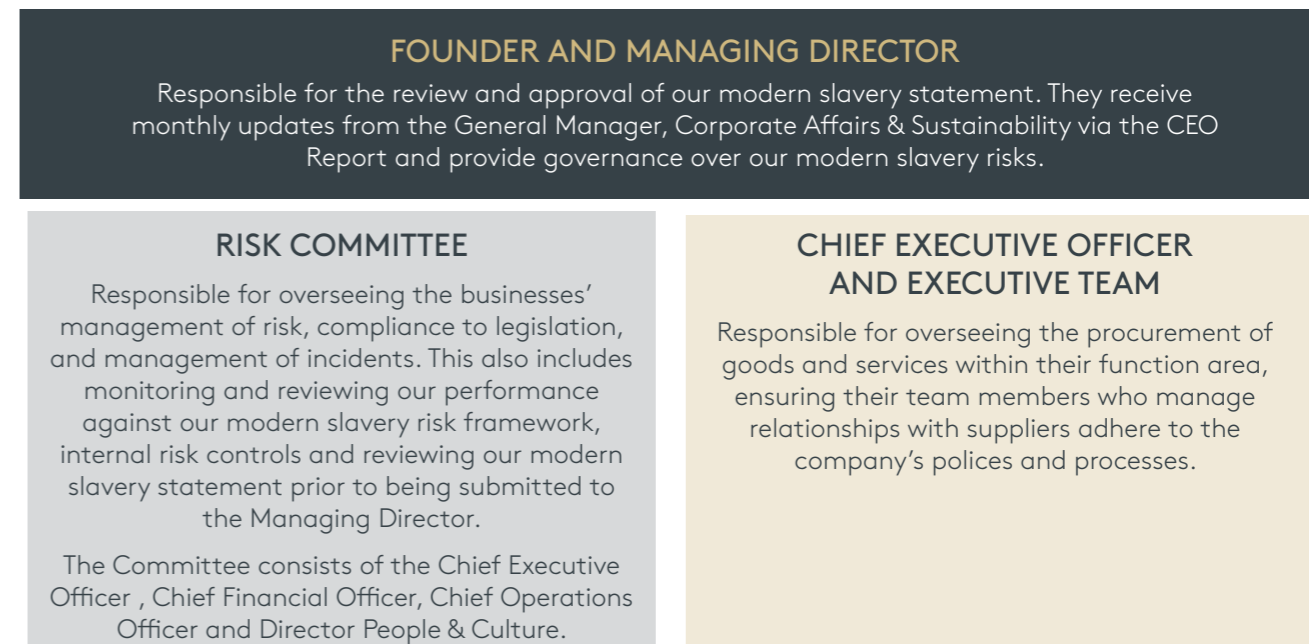 FOUNDER AND MANAGING DIRECTOR
Responsible for the review and approval of our modern slavery statement. They receive
monthly updates from the General Manager, Corporate Affairs & Sustainability via the CEO
Report and provide governance over our modern slavery risks.
RISK COMMITTEE
Responsible for overseeing the businesses’
management of risk, compliance to legislation,
and management of incidents. This also includes
monitoring and reviewing our performance
against our modern slavery risk framework,
internal risk controls and reviewing our modern
slavery statement prior to being submitted to
the Managing Director.
The Committee consists of the Chief Executive
Officer , Chief Financial Officer, Chief Operations
Officer and Director People & Culture.
CHIEF EXECUTIVE OFFICER
AND EXECUTIVE TEAM
Responsible for overseeing the procurement of
goods and services within their function area,
ensuring their team members who manage
relationships with suppliers adhere to the
company’s polices and processes.